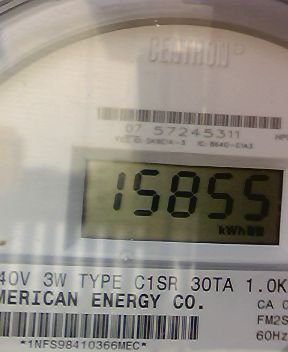 CENTRON®
07 57245311
15855
kWh
40V 3W TYPE C1SR 30TA 1.0K
MERICAN ENERGY CO.
CA 0
FM2S
60Hz
*1NFS98410366MEC*